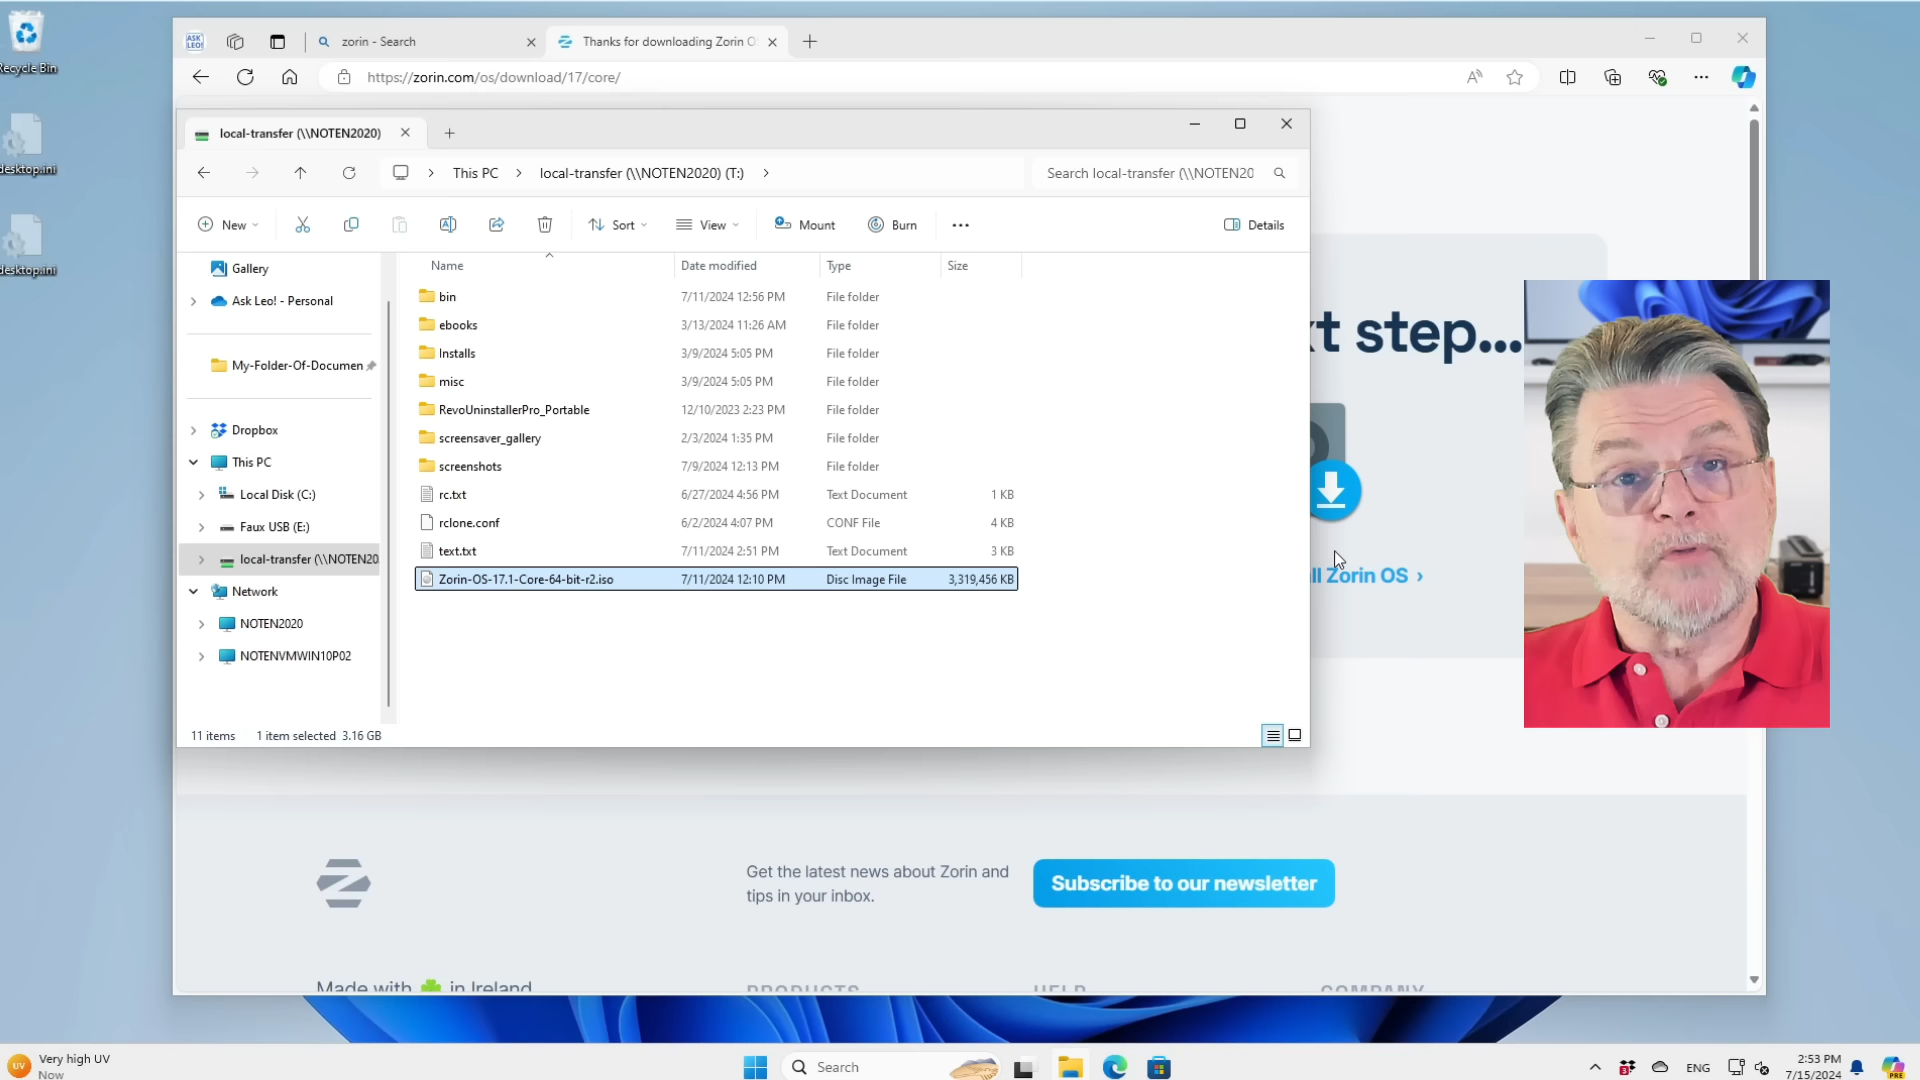 Recycle Bin
desktop.ini
desktop.ini
ASK LEO!
zorin - Search
Thanks for downloading Zorin O
https://zorin.com/os/download/17/core/
local-transfer (\\NOTEN2020)
This PC
local-transfer (\\NOTEN2020) (T:)
Search local-transfer (\\NOTEN20
New
Sort
View
Mount
Burn
Details
Gallery
Ask Leo! - Personal
My-Folder-Of-Documen
Dropbox
This PC
Local Disk (C:)
Faux USB (E:)
local-transfer (\\NOTEN20
Network
NOTEN2020
NOTENVMWIN10P02
Name Date modified Type Size
bin 7/11/2024 12:56 PM File folder
ebooks 3/13/2024 11:26 AM File folder
Installs 3/9/2024 5:05 PM File folder
misc 3/9/2024 5:05 PM File folder
RevoUninstallerPro_Portable 12/10/2023 2:23 PM File folder
screensaver_gallery 2/3/2024 1:35 PM File folder
screenshots 7/9/2024 12:13 PM File folder
rc.txt 6/27/2024 4:56 PM Text Document 1 KB
rclone.conf 6/2/2024 4:07 PM CONF File 4 KB
text.txt 7/11/2024 2:51 PM Text Document 3 KB
Zorin-OS-17.1-Core-64-bit-r2.iso 7/11/2024 12:10 PM Disc Image File 3,319,456 KB
11 items 1 item selected 3.16 GB
t step...
ll Zorin OS ›
Get the latest news about Zorin and
tips in your inbox.
Subscribe to our newsletter
Made with in Ireland
PRODUCTS
HELP
COMPANY
UV
Very high UV
Now
Search
ENG
2:53 PM
7/15/2024
PRE